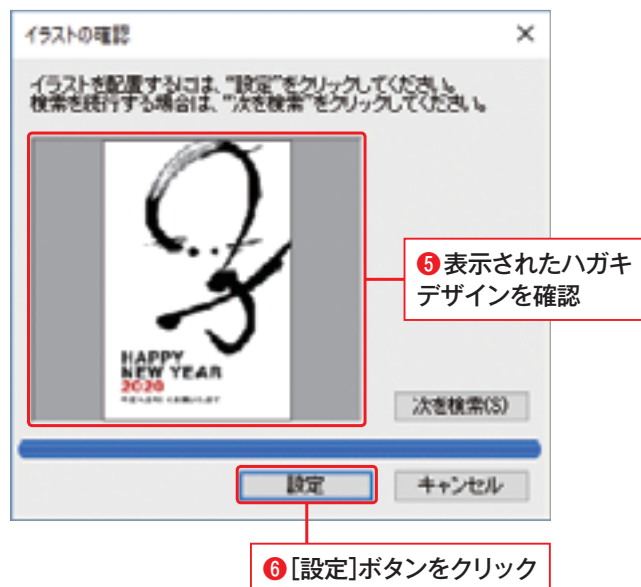 イラストの確認
イラストを配置するには、"設定"をクリックしてください。
検索を続行する場合は、"次を検索"をクリックしてください。
HAPPY
NEW YEAR
2020
❺表示されたハガキ
デザインを確認
次を検索(S)
設定
キャンセル
❻[設定]ボタンをクリック